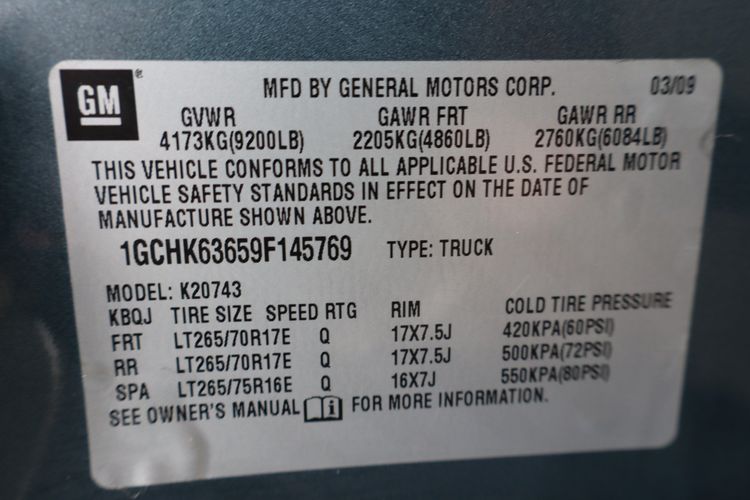 GM® MFD BY GENERAL MOTORS CORP. 03/09
GVWR GAWR FRT GAWR RR
4173KG(9200LB) 2205KG(4860LB) 2760KG(6084LB)
THIS VEHICLE CONFORMS TO ALL APPLICABLE U.S. FEDERAL MOTOR
VEHICLE SAFETY STANDARDS IN EFFECT ON THE DATE OF
MANUFACTURE SHOWN ABOVE.
1GCHK63659F145769 TYPE: TRUCK
MODEL: K20743
KBQJ TIRE SIZE SPEED RTG RIM COLD TIRE PRESSURE
FRT LT265/70R17E Q 17X7.5J 420KPA(60PSI)
RR LT265/70R17E Q 17X7.5J 500KPA(72PSI)
SPA LT265/75R16E Q 16X7J 550KPA(80PSI)
SEE OWNER'S MANUAL i FOR MORE INFORMATION.